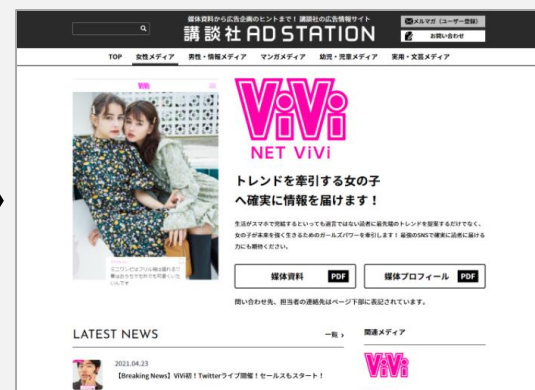 媒体資料から広告企画のヒントまで! 講談社の広告情報サイト
講談社 AD STATION
メルマガ (ユーザー登録)
お問い合わせ
TOP 女性メディア 男性・情報メディア マンガメディア 幼児・児童メディア 実用・文芸メディア
ViVi
ミニワンピはフリル袖は盛れる♡
ViVi
NET ViVi
トレンドを牽引する女の子
へ確実に情報を届けます!
生活がスマホで完結するといっても過言ではない読者に最先端のトレンドを提案するだけでなく、
女の子が未来を強く生きるためのガールズパワーを牽引します! 最強のSNSで確実に読者に届ける
力にも期待ください。
媒体資料 PDF 媒体プロフィール PDF
問い合わせ先、担当者の連絡先はページ下部に表記されています。
LATEST NEWS 一覧 ›
関連メディア
2021.04.23
【Breaking News】ViVi初!Twitterライブ開催!セールスもスタート!
ViVi